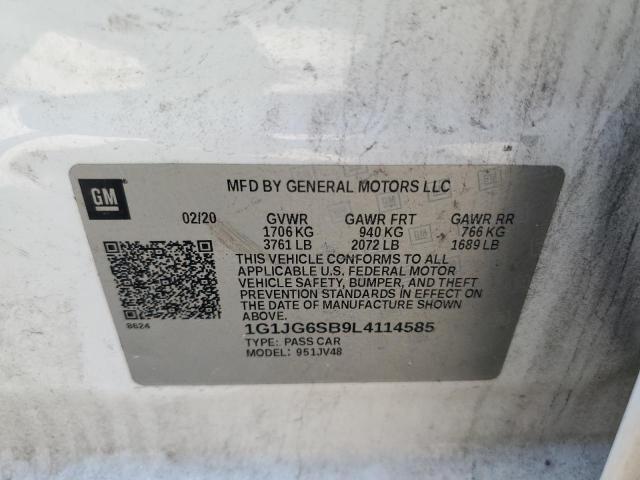 GM
MFD BY GENERAL MOTORS LLC
02/20 GVWR GAWR FRT GAWR RR
1706 KG 940 KG 766 KG
3761 LB 2072 LB 1689 LB
THIS VEHICLE CONFORMS TO ALL
APPLICABLE U.S. FEDERAL MOTOR
VEHICLE SAFETY, BUMPER, AND THEFT
PREVENTION STANDARDS IN EFFECT ON
THE DATE OF MANUFACTURE SHOWN
ABOVE.
8624
1G1JG6SB9L4114585
TYPE: PASS CAR
MODEL: 951JV48